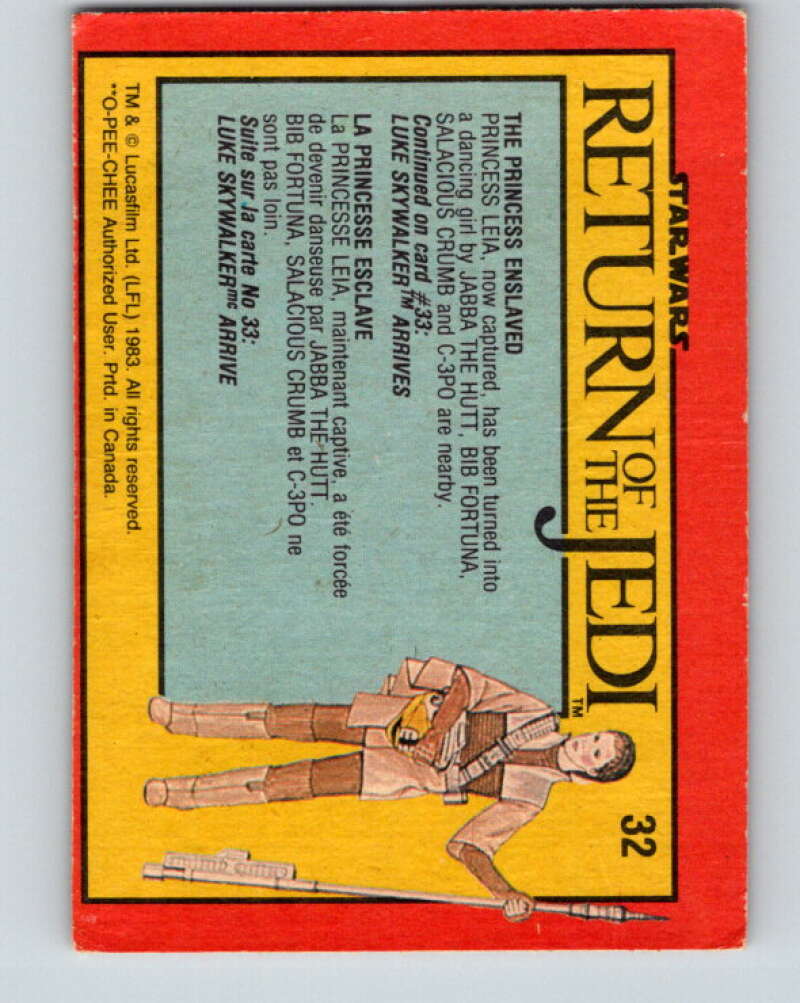 STAR WARS
RETURN OF THE JEDI™
32
THE PRINCESS ENSLAVED
PRINCESS LEIA, now captured, has been turned into
a dancing girl by JABBA THE HUTT, BIB FORTUNA,
SALACIOUS CRUMB and C-3PO are nearby.
Continued on card #33:
LUKE SKYWALKER™ ARRIVES
LA PRINCESSE ESCLAVE
La PRINCESSE LEIA, maintenant captive, a été forcée
de devenir danseuse par JABBA THE HUTT.
BIB FORTUNA, SALACIOUS CRUMB et C-3PO ne
sont pas loin.
Suite sur la carte No 33:
LUKE SKYWALKERmc ARRIVE
TM & © Lucasfilm Ltd. (LFL) 1983. All rights reserved.
**O-PEE-CHEE Authorized User. Prtd. in Canada.